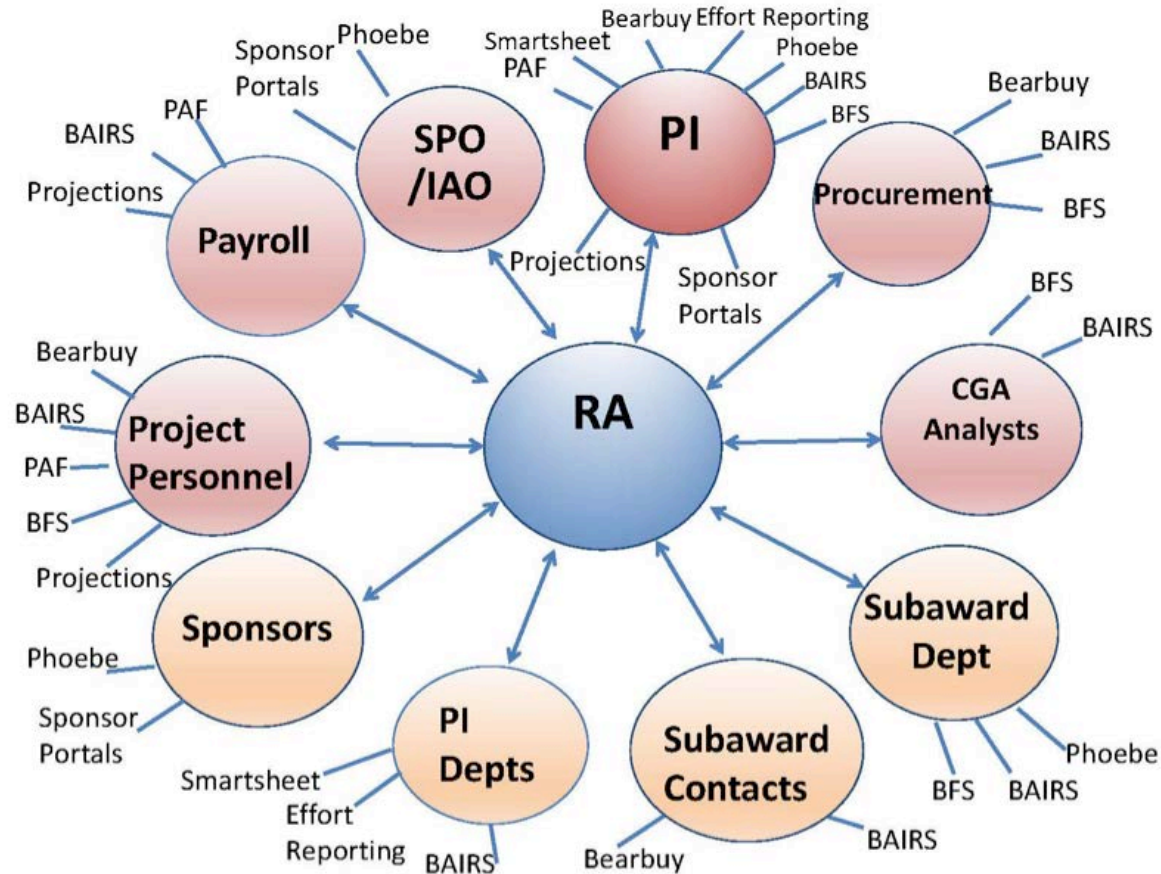 Bearbuy
Effort Reporting
Phoebe
Smartsheet
PAF
Phoebe
BAIRS
BFS
Sponsor
Portals
PI
Projections
Sponsor
Portals
SPO
/IAO
PAF
BAIRS
Projections
Payroll
Bearbuy
BAIRS
BFS
Procurement
RA
BFS
BAIRS
CGA
Analysts
Bearbuy
BAIRS
PAF
BFS
Projections
Project
Personnel
Sponsors
Phoebe
Sponsor
Portals
PI
Depts
Smartsheet
Effort
Reporting
BAIRS
Subaward
Contacts
Bearbuy
BAIRS
Subaward
Dept
Phoebe
BFS
BAIRS